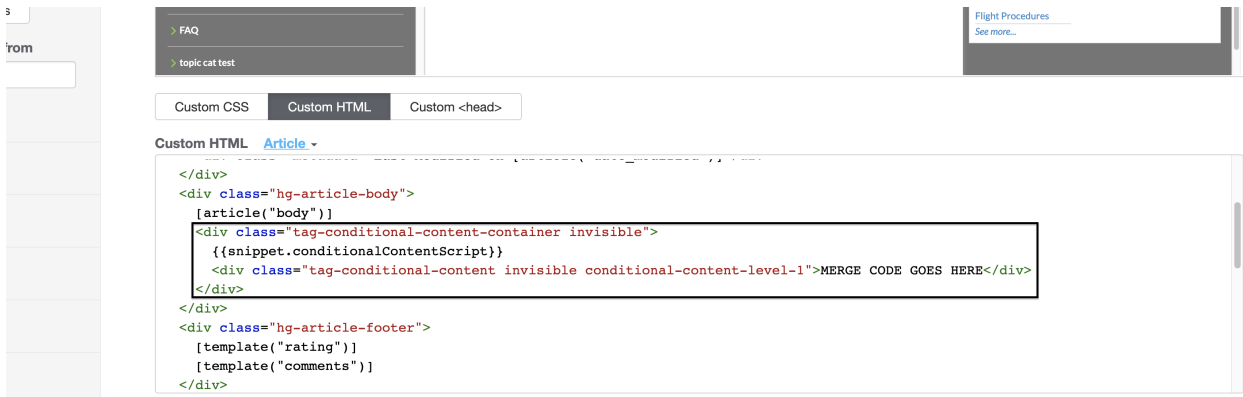 s
from
FAQ
topic cat test
Flight Procedures
See more...
Custom CSS Custom HTML Custom <head>
Custom HTML Article
</div>
<div class="hg-article-body">
[article("body")]
<div class="tag-conditional-content-container invisible">
{{snippet.conditionalContentScript}}
<div class="tag-conditional-content invisible conditional-content-level-1">MERGE CODE GOES HERE</div>
</div>
</div>
<div class="hg-article-footer">
[template("rating")]
[template("comments")]
</div>